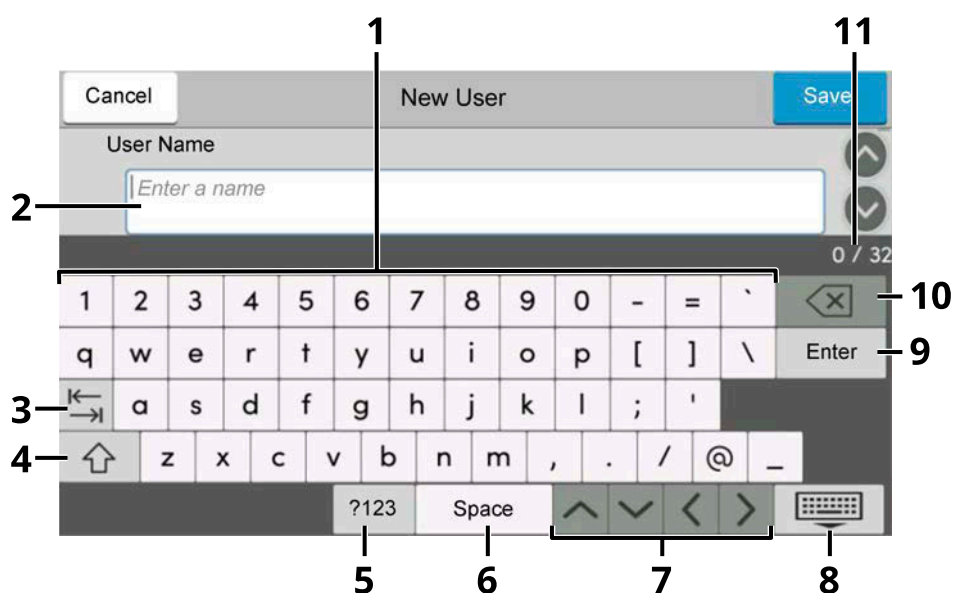 1 11
Cancel New User Save
User Name
2 Enter a name
0 / 32
1 2 3 4 5 6 7 8 9 0 - = ` 10
q w e r t y u i o p [ ] \ Enter 9
3 a s d f g h j k l ; '
4 z x c v b n m , . / @ _
?123 Space
5 6 7 8